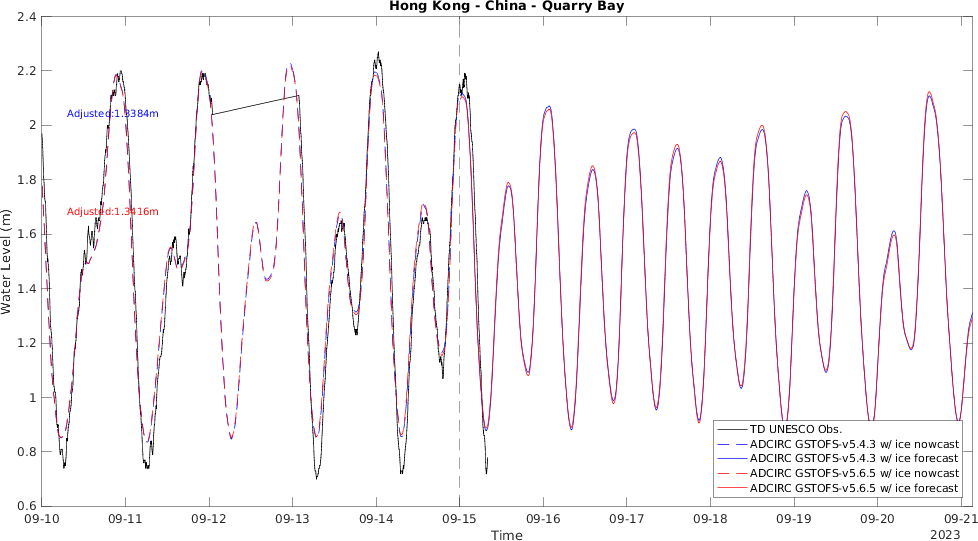 Hong Kong - China - Quarry Bay
2.4
2.2
2
1.8
1.6
1.4
1.2
1
0.8
0.6
Water Level (m)
Adjusted:1.3384m
Adjusted:1.3416m
TD UNESCO Obs.
ADCIRC GSTOFS-v5.4.3 w/ ice nowcast
ADCIRC GSTOFS-v5.4.3 w/ ice forecast
ADCIRC GSTOFS-v5.6.5 w/ ice nowcast
ADCIRC GSTOFS-v5.6.5 w/ ice forecast
09-10 09-11 09-12 09-13 09-14 09-15 09-16 09-17 09-18 09-19 09-20 09-21
Time
2023